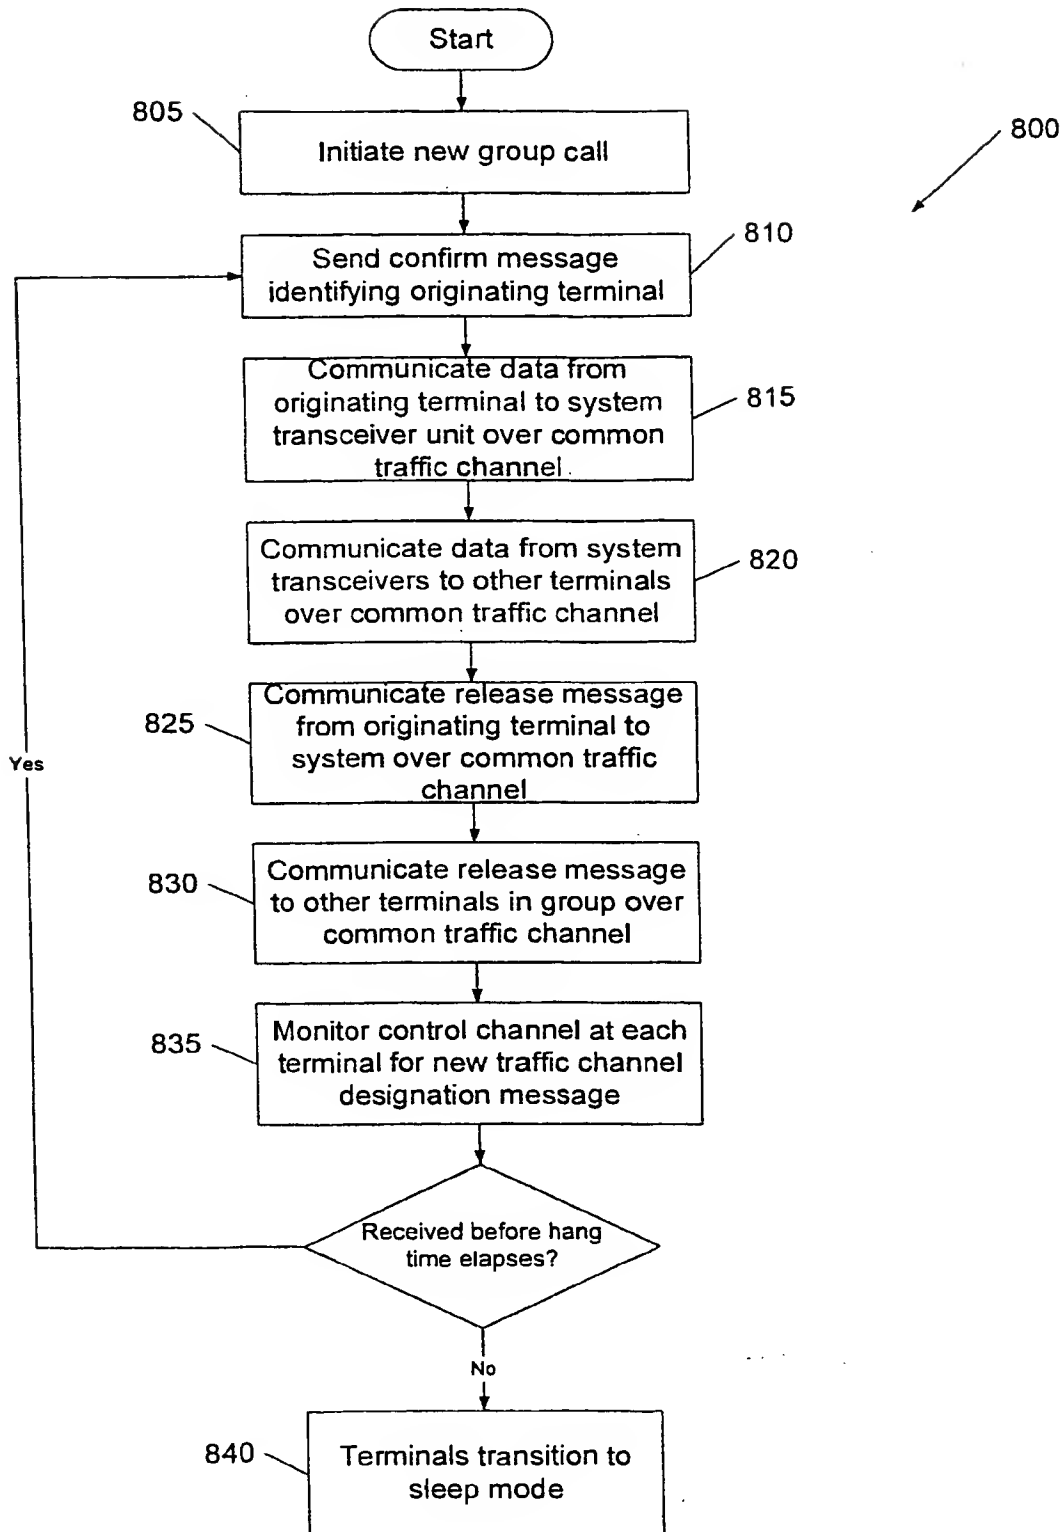 Start
805
Initiate new group call
800
810
Send confirm message
identifying originating terminal
Communicate data from
originating terminal to system
transceiver unit over common
traffic channel
815
Communicate data from system
transceivers to other terminals
over common traffic channel
820
Communicate release message
from originating terminal to
system over common traffic
channel
825
Yes
Communicate release message
to other terminals in group over
common traffic channel
830
Monitor control channel at each
terminal for new traffic channel
designation message
835
Received before hang
time elapses?
No
840
Terminals transition to
sleep mode